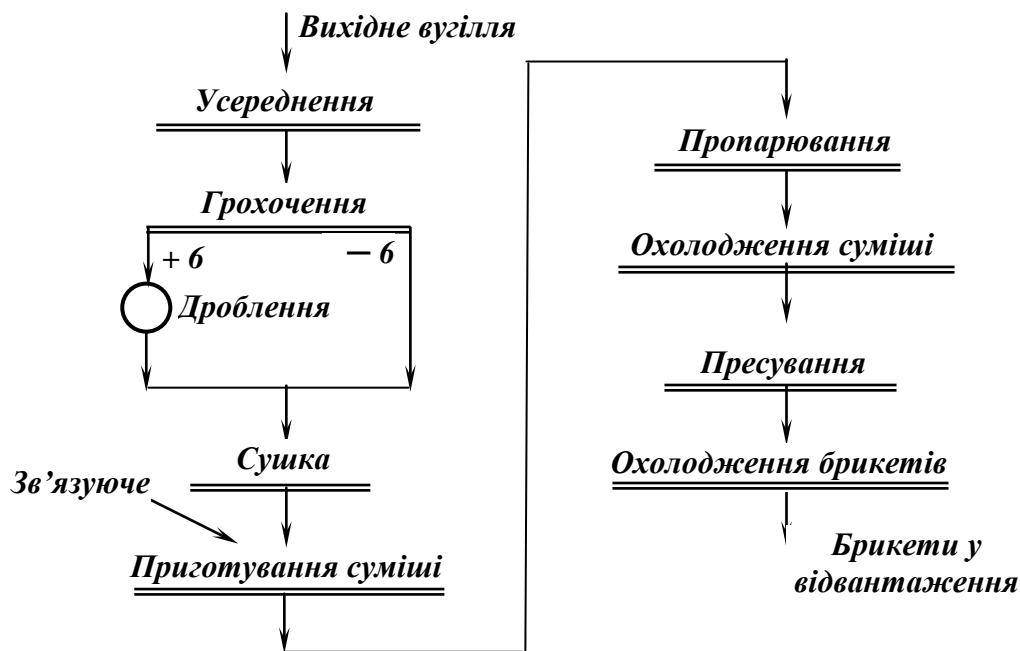 Вихідне вугілля
Усереднення
Грохочення
+ 6
– 6
Дроблення
Сушка
Зв’язуюче
Приготування суміші
Пропарювання
Охолодження суміші
Пресування
Охолодження брикетів
Брикети у
відвантаження